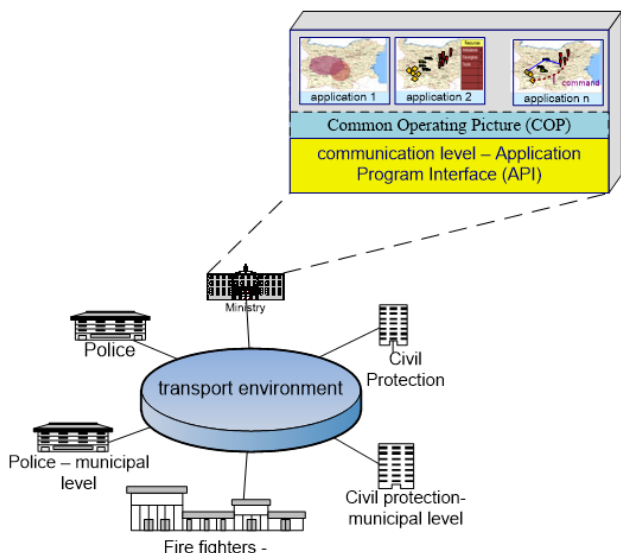 application 1
application 2
application n
command
Common Operating Picture (COP)
communication level – Application
Program Interface (API)
Ministry
Police
Civil
Protection
transport environment
Police – municipal
level
Civil protection-
municipal level
Fire fighters -